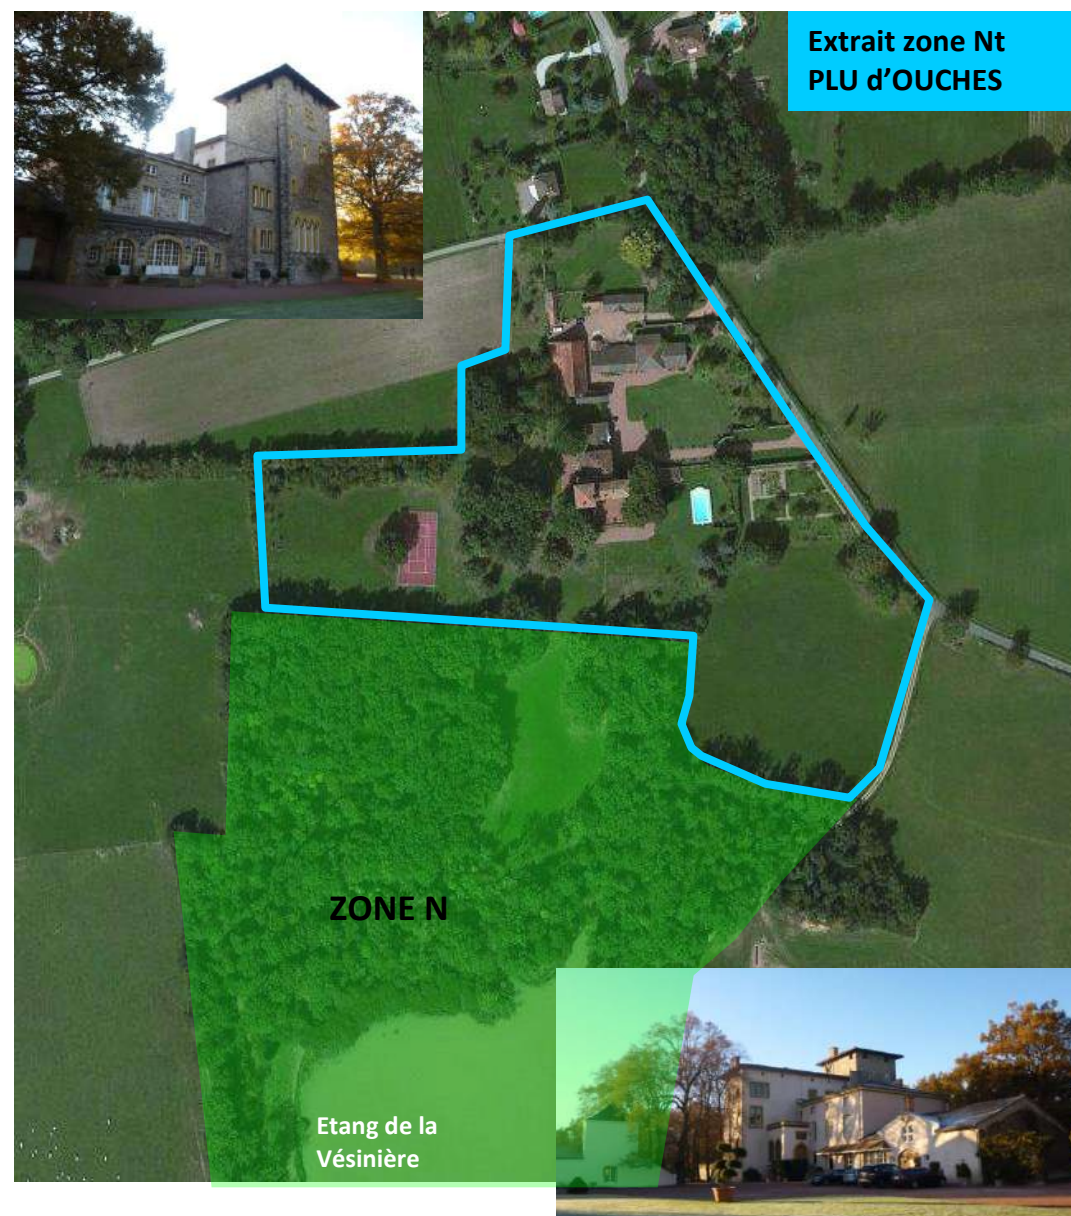 Extrait zone Nt
PLU d’OUCHES
ZONE N
Etang de la
Vésinière